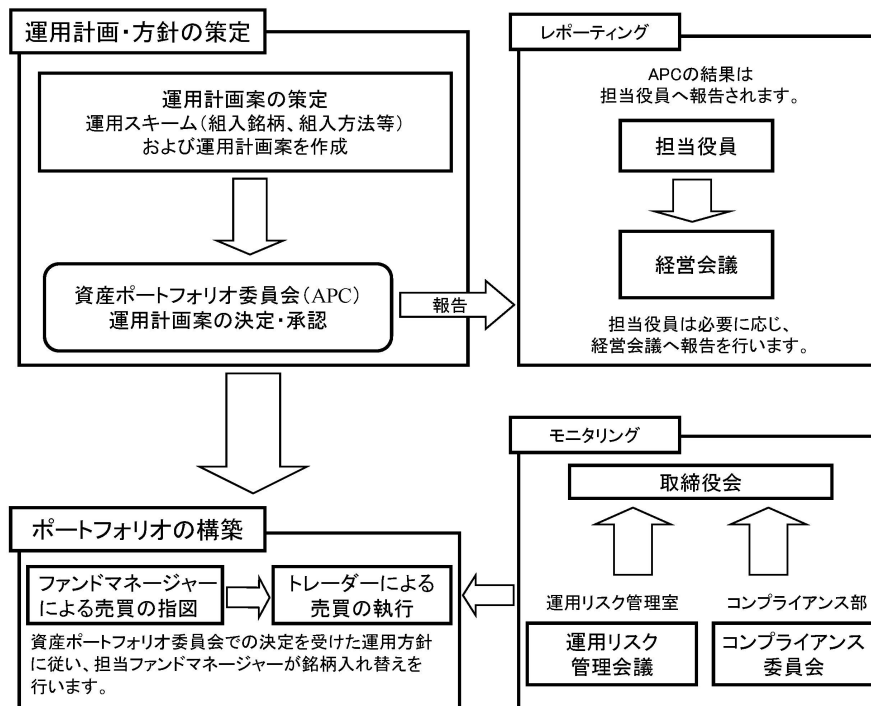 運用計画・方針の策定
運用計画案の策定
運用スキーム(組入銘柄、組入方法等)
および運用計画案を作成
資産ポートフォリオ委員会(APC)
運用計画案の決定・承認
報告
レポーティング
APCの結果は
担当役員へ報告されます。
担当役員
経営会議
担当役員は必要に応じ、
経営会議へ報告を行います。
ポートフォリオの構築
ファンドマネージャー
による売買の指図
トレーダーによる
売買の執行
資産ポートフォリオ委員会での決定を受けた運用方針
に従い、担当ファンドマネージャーが銘柄入れ替えを
行います。
モニタリング
取締役会
運用リスク管理室
運用リスク
管理会議
コンプライアンス部
コンプライアンス
委員会